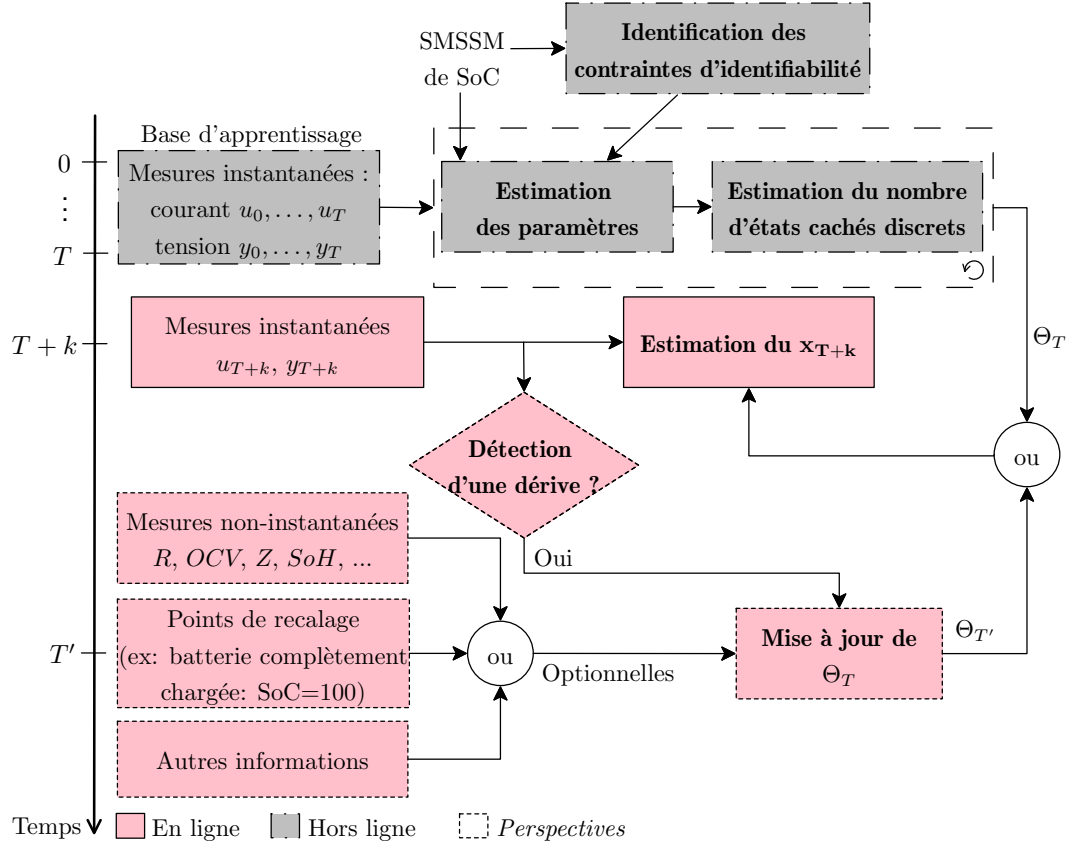 SMSSM
de SoC
Identification des
contraintes d'identifiabilité
Base d'apprentissage
0
⋮
T
Mesures instantanées :
courant u_0, . . . , u_T
tension y_0, . . . , y_T
Estimation
des paramètres
Estimation du nombre
d'états cachés discrets
T + k
Mesures instantanées
u_{T+k}, y_{T+k}
Estimation du x_{T+k}
Θ_T
ou
Détection
d'une dérive ?
Oui
Mesures non-instantanées
R, OCV, Z, SoH, ...
T′
Points de recalage
(ex: batterie complètement
chargée: SoC=100)
ou
Optionnelles
Mise à jour de
Θ_T
Θ_{T′}
Autres informations
Temps
En ligne
Hors ligne
Perspectives